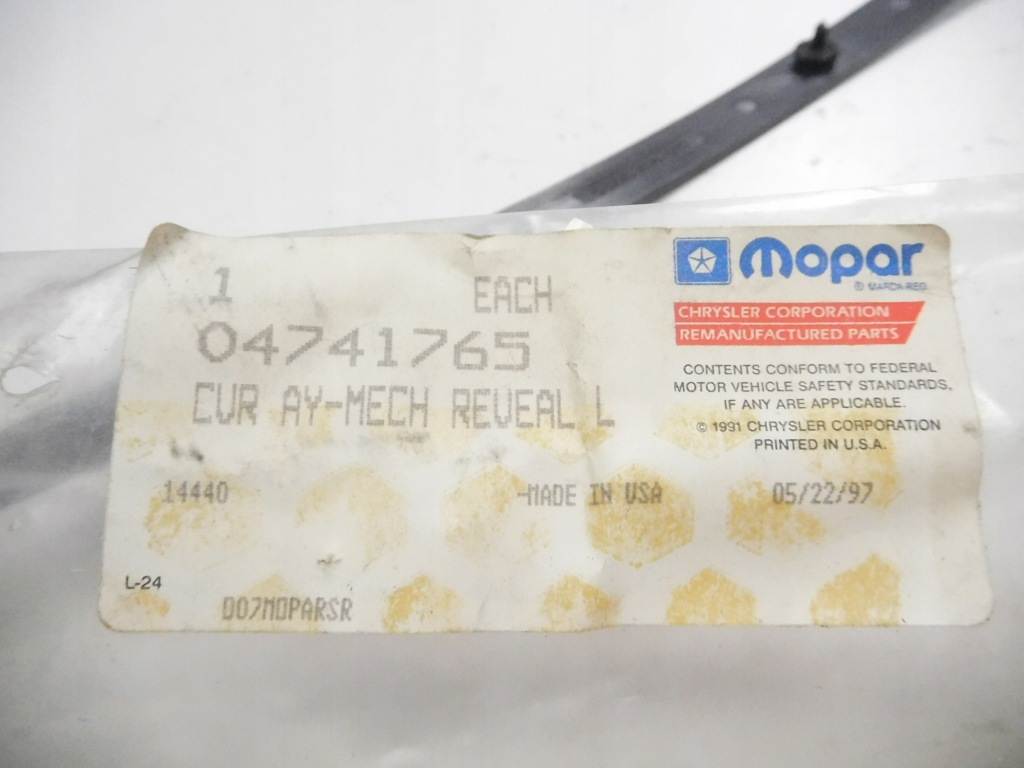 1 EACH
04741765
CVR AY-MECH REVEAL L
14440 -MADE IN USA 05/22/97
L-24
007MOPARSR
Mopar
® MARCA-REG.
CHRYSLER CORPORATION
REMANUFACTURED PARTS
CONTENTS CONFORM TO FEDERAL
MOTOR VEHICLE SAFETY STANDARDS,
IF ANY ARE APPLICABLE.
© 1991 CHRYSLER CORPORATION
PRINTED IN U.S.A.